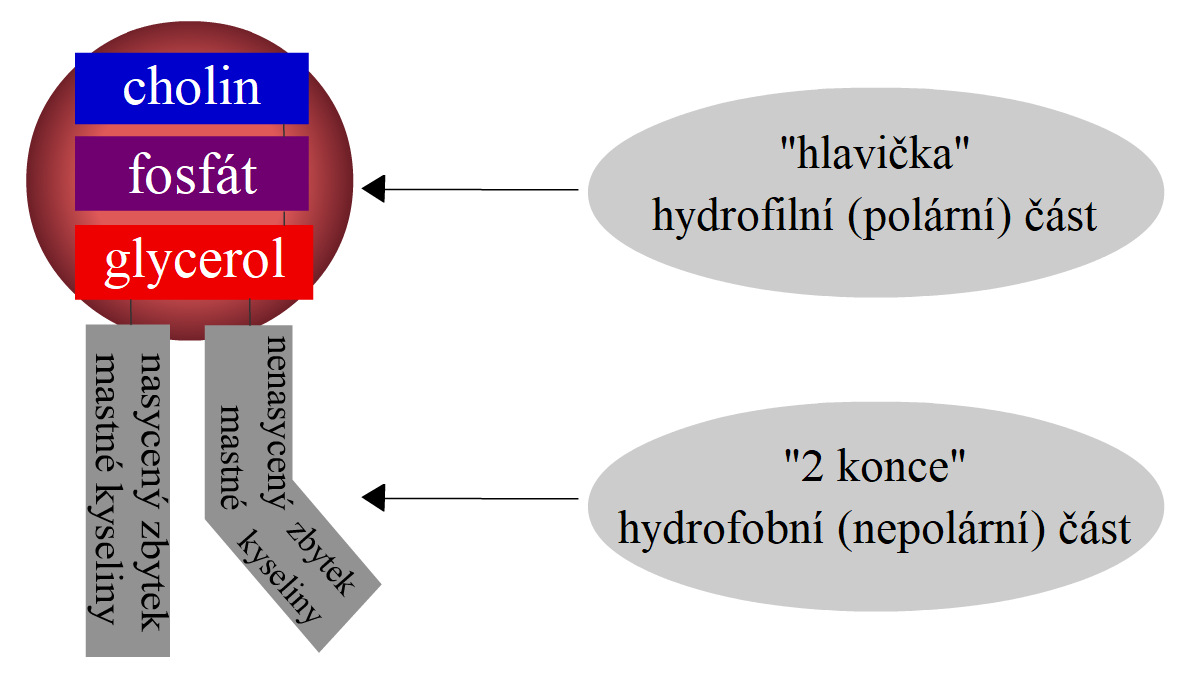 cholin
fosfát
glycerol
"hlavička"
hydrofilní (polární) část
nasycený zbytek
mastné kyseliny
nenasycený zbytek
mastné kyseliny
"2 konce"
hydrofobní (nepolární) část